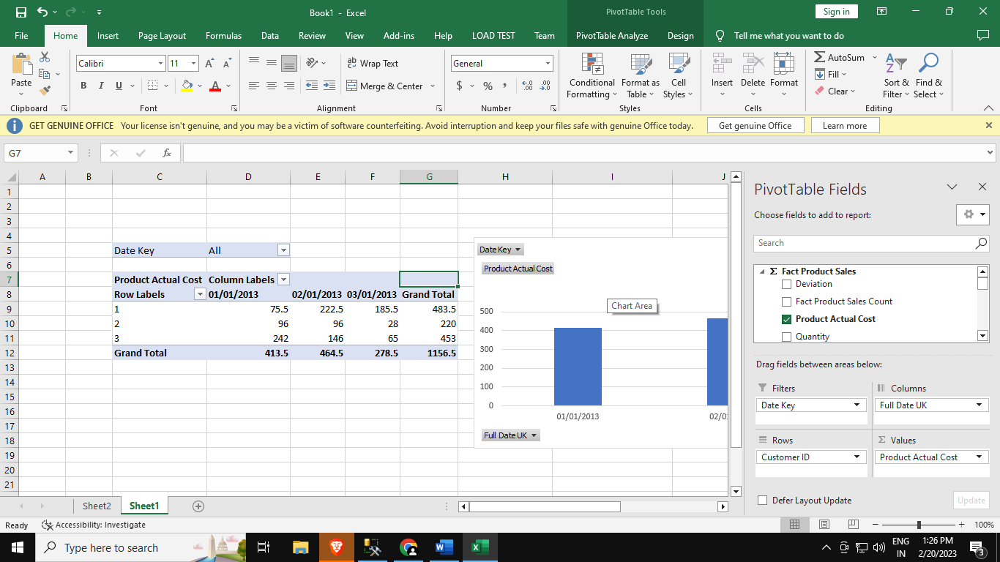 Book1 - Excel
PivotTable Tools
Sign in
File Home Insert Page Layout Formulas Data Review View Add-ins Help LOAD TEST Team PivotTable Analyze Design Tell me what you want to do
Paste
Calibri 11
B I U A
Wrap Text
Merge & Center
General
$ % ,
Conditional Formatting
Format as Table
Cell Styles
Insert Delete Format
AutoSum
Fill
Clear
Sort & Filter
Find & Select
Clipboard Font Alignment Number Styles Cells Editing
GET GENUINE OFFICE Your license isn't genuine, and you may be a victim of software counterfeiting. Avoid interruption and keep your files safe with genuine Office today. Get genuine Office Learn more
G7 fx
A B C D E F G H I J
1
2
3
4
5 Date Key All
6
7 Product Actual Cost Column Labels
8 Row Labels 01/01/2013 02/01/2013 03/01/2013 Grand Total
9 1 75.5 222.5 185.5 483.5
10 2 96 96 28 220
11 3 242 146 65 453
12 Grand Total 413.5 464.5 278.5 1156.5
13
14
15
16
17
18
19
20
21
Date Key
Product Actual Cost
Chart Area
500
400
300
200
100
0
01/01/2013 02/0
Full Date UK
PivotTable Fields
Choose fields to add to report:
Search
Σ Fact Product Sales
Deviation
Fact Product Sales Count
Product Actual Cost
Quantity
Drag fields between areas below:
Filters Columns
Date Key Full Date UK
Rows Σ Values
Customer ID Product Actual Cost
Defer Layout Update Update
Sheet2 Sheet1
Ready Accessibility: Investigate 100%
Type here to search
ENG
IN
1:26 PM
2/20/2023
3